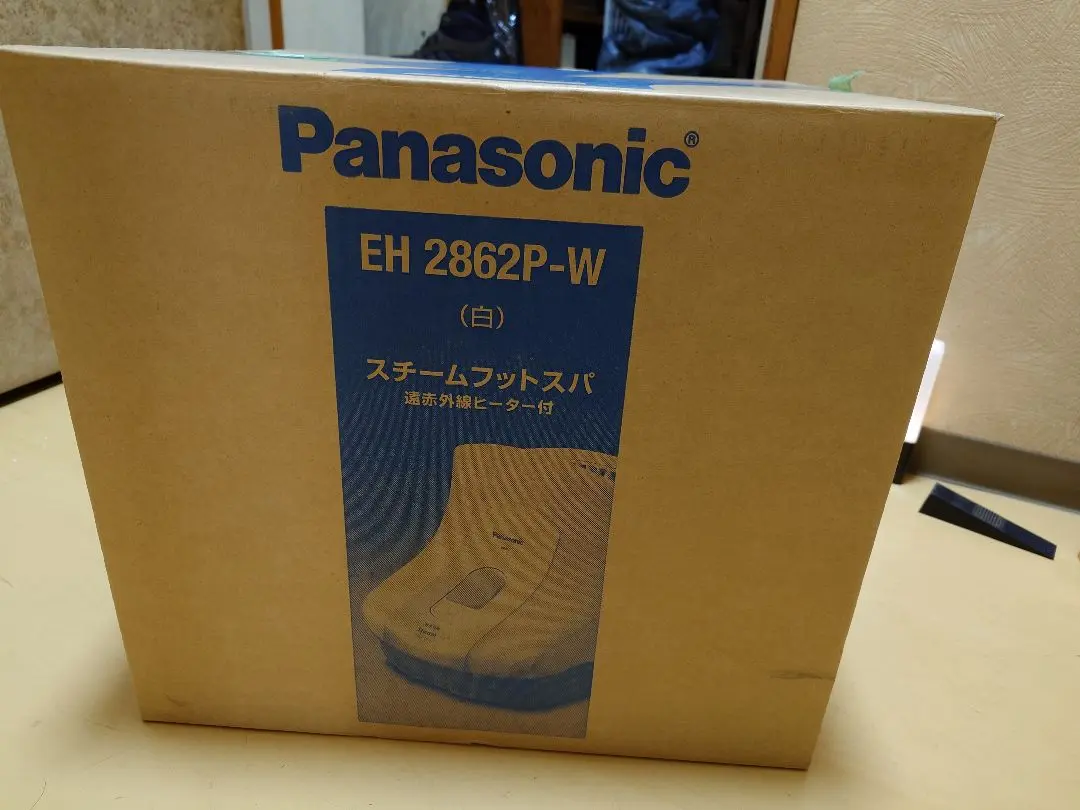 Panasonic®
EH 2862P-W
（白）
スチームフットスパ
遠赤外線ヒーター付
Panasonic